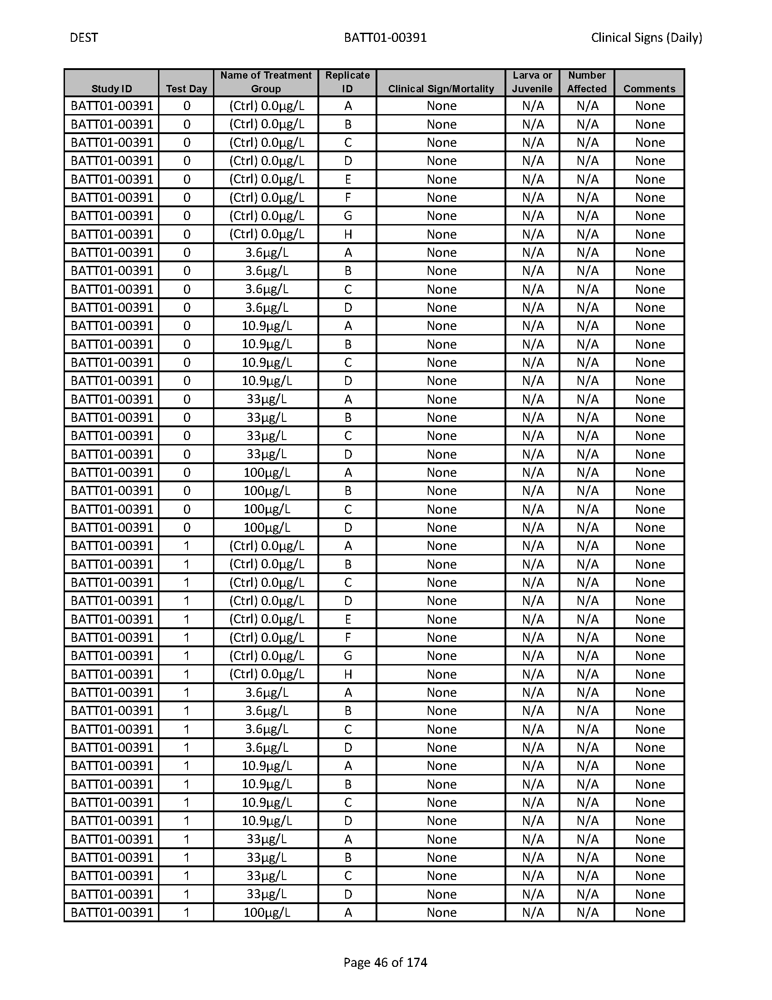 DEST BATT01-00391 Clinical Signs (Daily)
Study ID Test Day Name of Treatment Group Replicate ID Clinical Sign/Mortality Larva or Juvenile Number Affected Comments
BATT01-00391 0 (Ctrl) 0.0µg/L A None N/A N/A None
BATT01-00391 0 (Ctrl) 0.0µg/L B None N/A N/A None
BATT01-00391 0 (Ctrl) 0.0µg/L C None N/A N/A None
BATT01-00391 0 (Ctrl) 0.0µg/L D None N/A N/A None
BATT01-00391 0 (Ctrl) 0.0µg/L E None N/A N/A None
BATT01-00391 0 (Ctrl) 0.0µg/L F None N/A N/A None
BATT01-00391 0 (Ctrl) 0.0µg/L G None N/A N/A None
BATT01-00391 0 (Ctrl) 0.0µg/L H None N/A N/A None
BATT01-00391 0 3.6µg/L A None N/A N/A None
BATT01-00391 0 3.6µg/L B None N/A N/A None
BATT01-00391 0 3.6µg/L C None N/A N/A None
BATT01-00391 0 3.6µg/L D None N/A N/A None
BATT01-00391 0 10.9µg/L A None N/A N/A None
BATT01-00391 0 10.9µg/L B None N/A N/A None
BATT01-00391 0 10.9µg/L C None N/A N/A None
BATT01-00391 0 10.9µg/L D None N/A N/A None
BATT01-00391 0 33µg/L A None N/A N/A None
BATT01-00391 0 33µg/L B None N/A N/A None
BATT01-00391 0 33µg/L C None N/A N/A None
BATT01-00391 0 33µg/L D None N/A N/A None
BATT01-00391 0 100µg/L A None N/A N/A None
BATT01-00391 0 100µg/L B None N/A N/A None
BATT01-00391 0 100µg/L C None N/A N/A None
BATT01-00391 0 100µg/L D None N/A N/A None
BATT01-00391 1 (Ctrl) 0.0µg/L A None N/A N/A None
BATT01-00391 1 (Ctrl) 0.0µg/L B None N/A N/A None
BATT01-00391 1 (Ctrl) 0.0µg/L C None N/A N/A None
BATT01-00391 1 (Ctrl) 0.0µg/L D None N/A N/A None
BATT01-00391 1 (Ctrl) 0.0µg/L E None N/A N/A None
BATT01-00391 1 (Ctrl) 0.0µg/L F None N/A N/A None
BATT01-00391 1 (Ctrl) 0.0µg/L G None N/A N/A None
BATT01-00391 1 (Ctrl) 0.0µg/L H None N/A N/A None
BATT01-00391 1 3.6µg/L A None N/A N/A None
BATT01-00391 1 3.6µg/L B None N/A N/A None
BATT01-00391 1 3.6µg/L C None N/A N/A None
BATT01-00391 1 3.6µg/L D None N/A N/A None
BATT01-00391 1 10.9µg/L A None N/A N/A None
BATT01-00391 1 10.9µg/L B None N/A N/A None
BATT01-00391 1 10.9µg/L C None N/A N/A None
BATT01-00391 1 10.9µg/L D None N/A N/A None
BATT01-00391 1 33µg/L A None N/A N/A None
BATT01-00391 1 33µg/L B None N/A N/A None
BATT01-00391 1 33µg/L C None N/A N/A None
BATT01-00391 1 33µg/L D None N/A N/A None
BATT01-00391 1 100µg/L A None N/A N/A None
Page 46 of 174